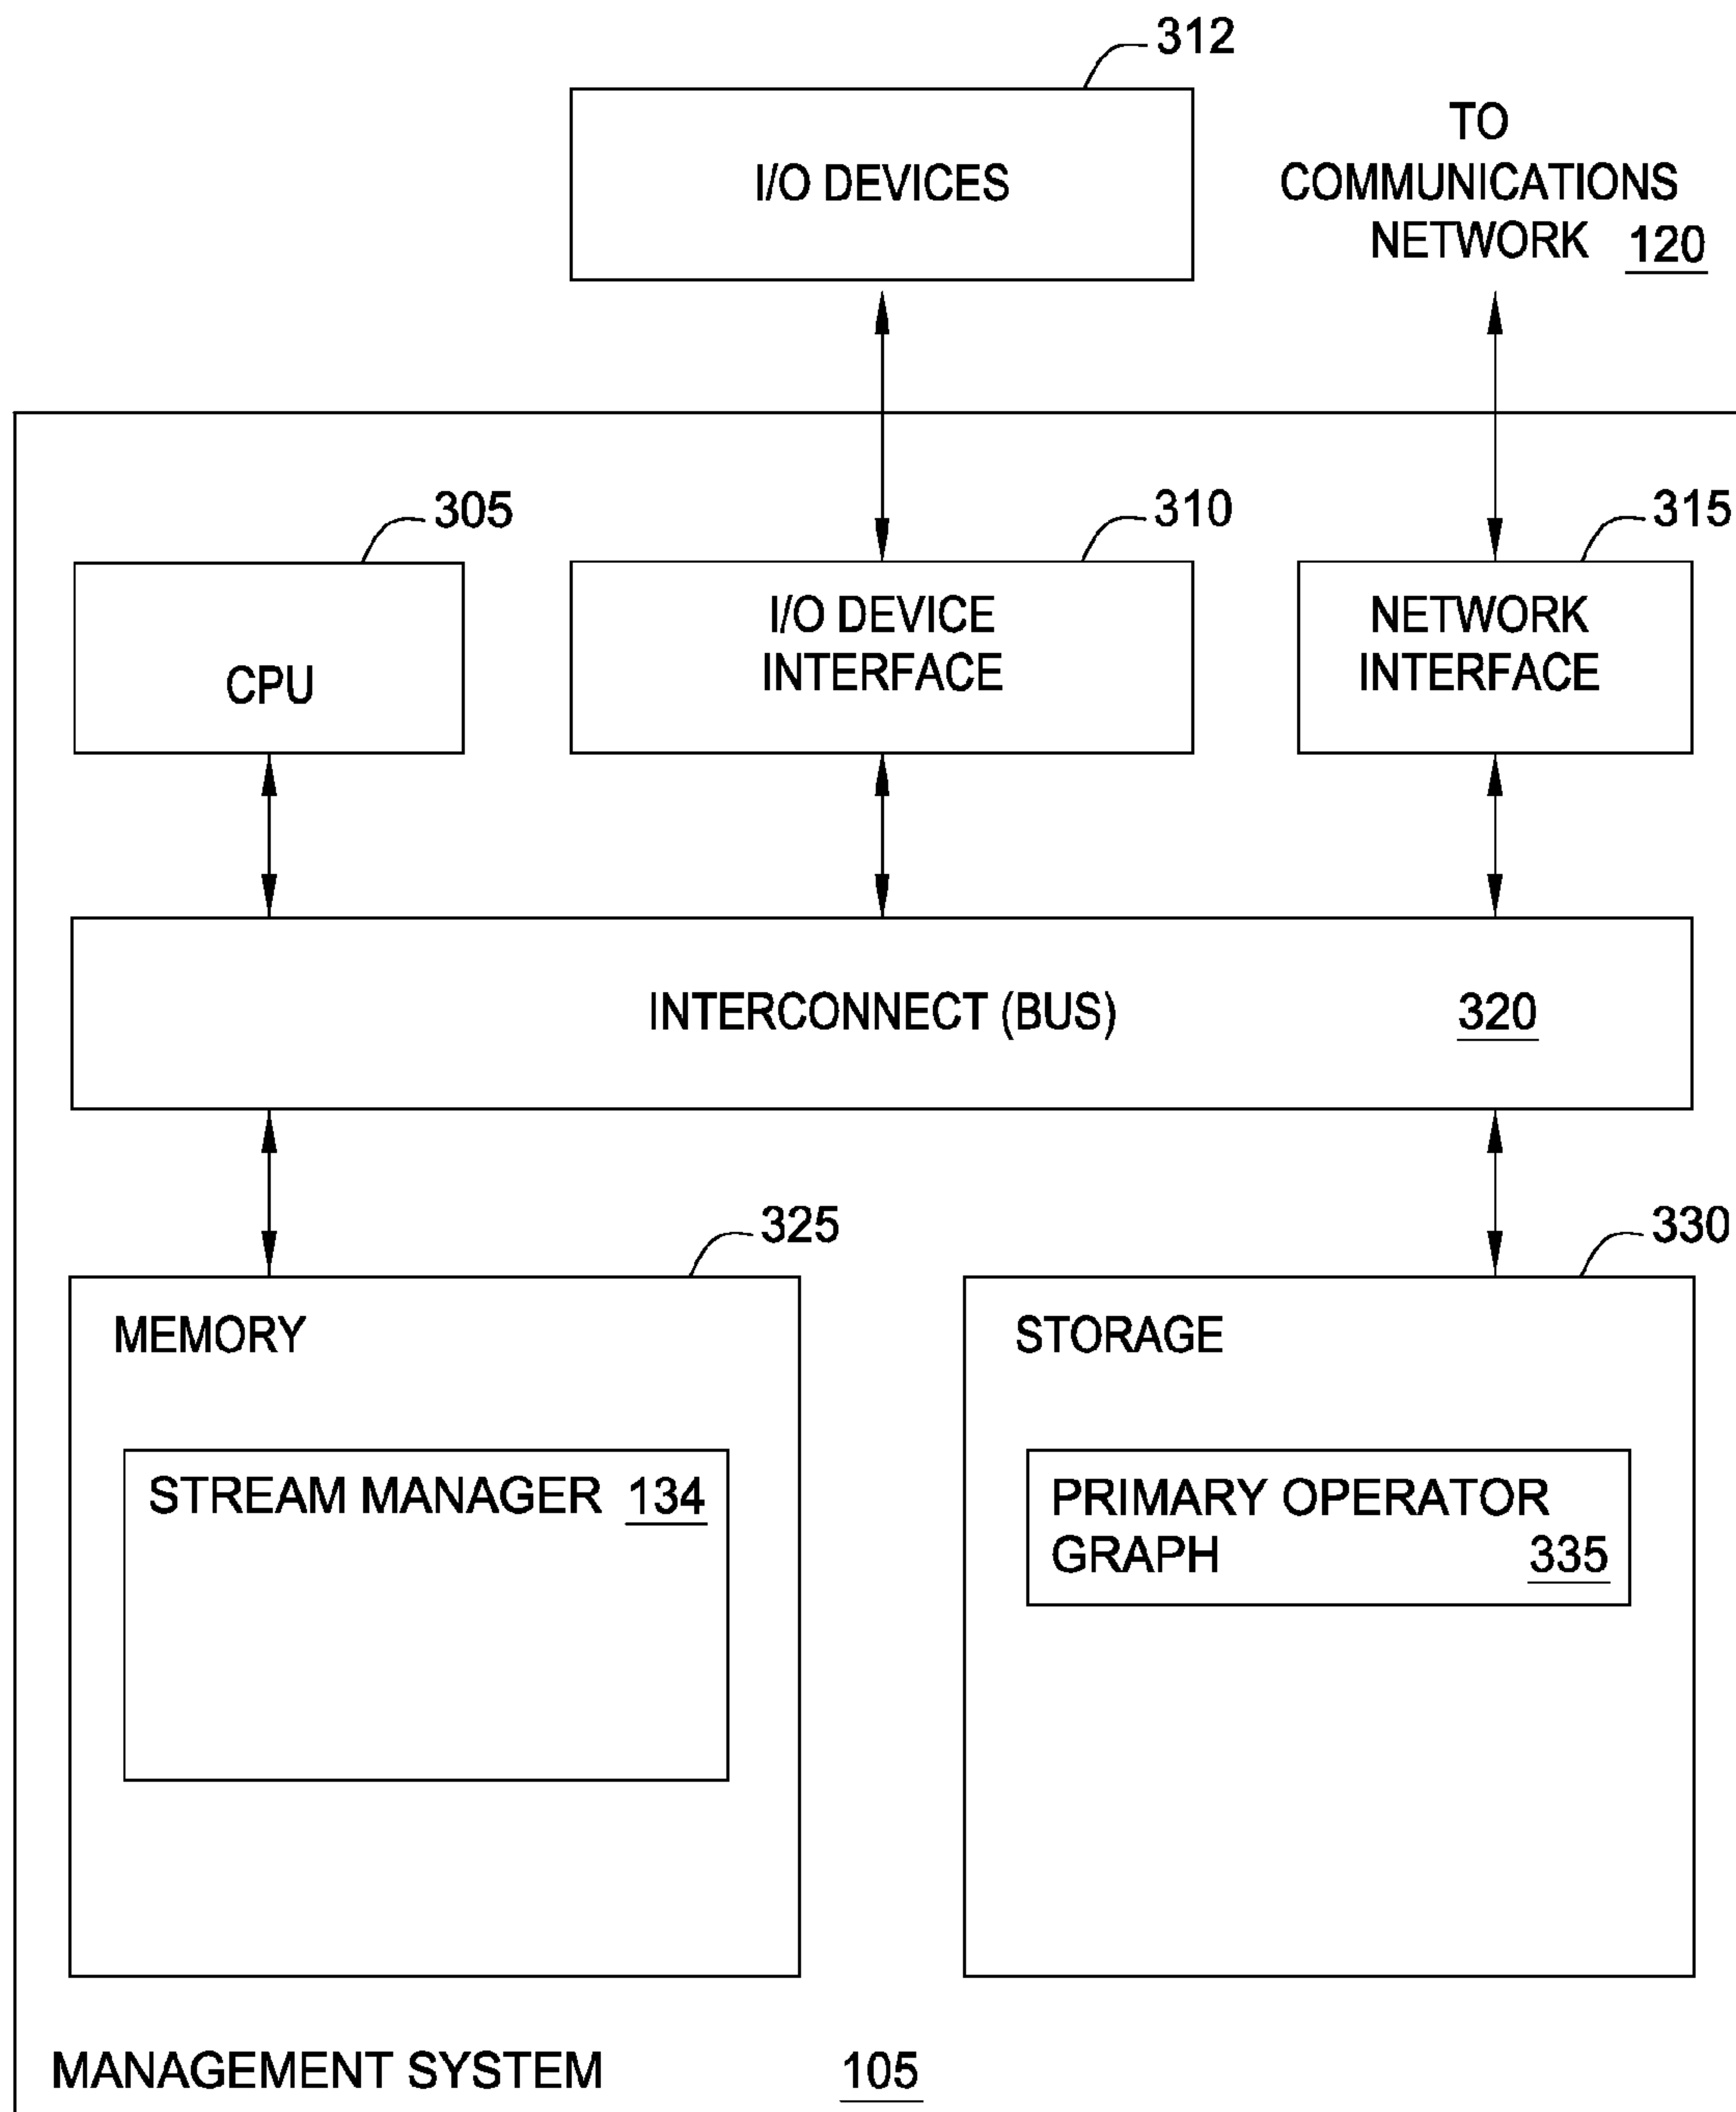 312
I/O DEVICES
TO
COMMUNICATIONS
NETWORK 120
305
310
315
CPU
I/O DEVICE
INTERFACE
NETWORK
INTERFACE
INTERCONNECT (BUS) 320
325
330
MEMORY
STORAGE
STREAM MANAGER 134
PRIMARY OPERATOR
GRAPH 335
MANAGEMENT SYSTEM 105